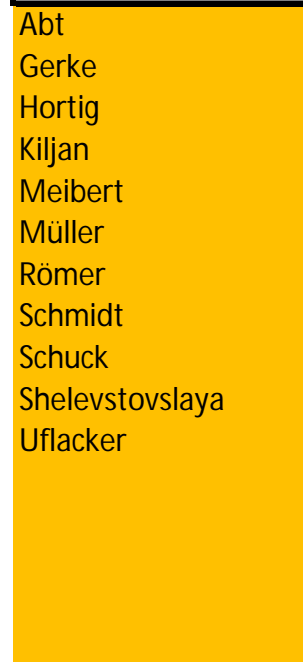 Abt
Gerke
Hortig
Kiljan
Meibert
Müller
Römer
Schmidt
Schuck
Shelevstovslaya
Uflacker